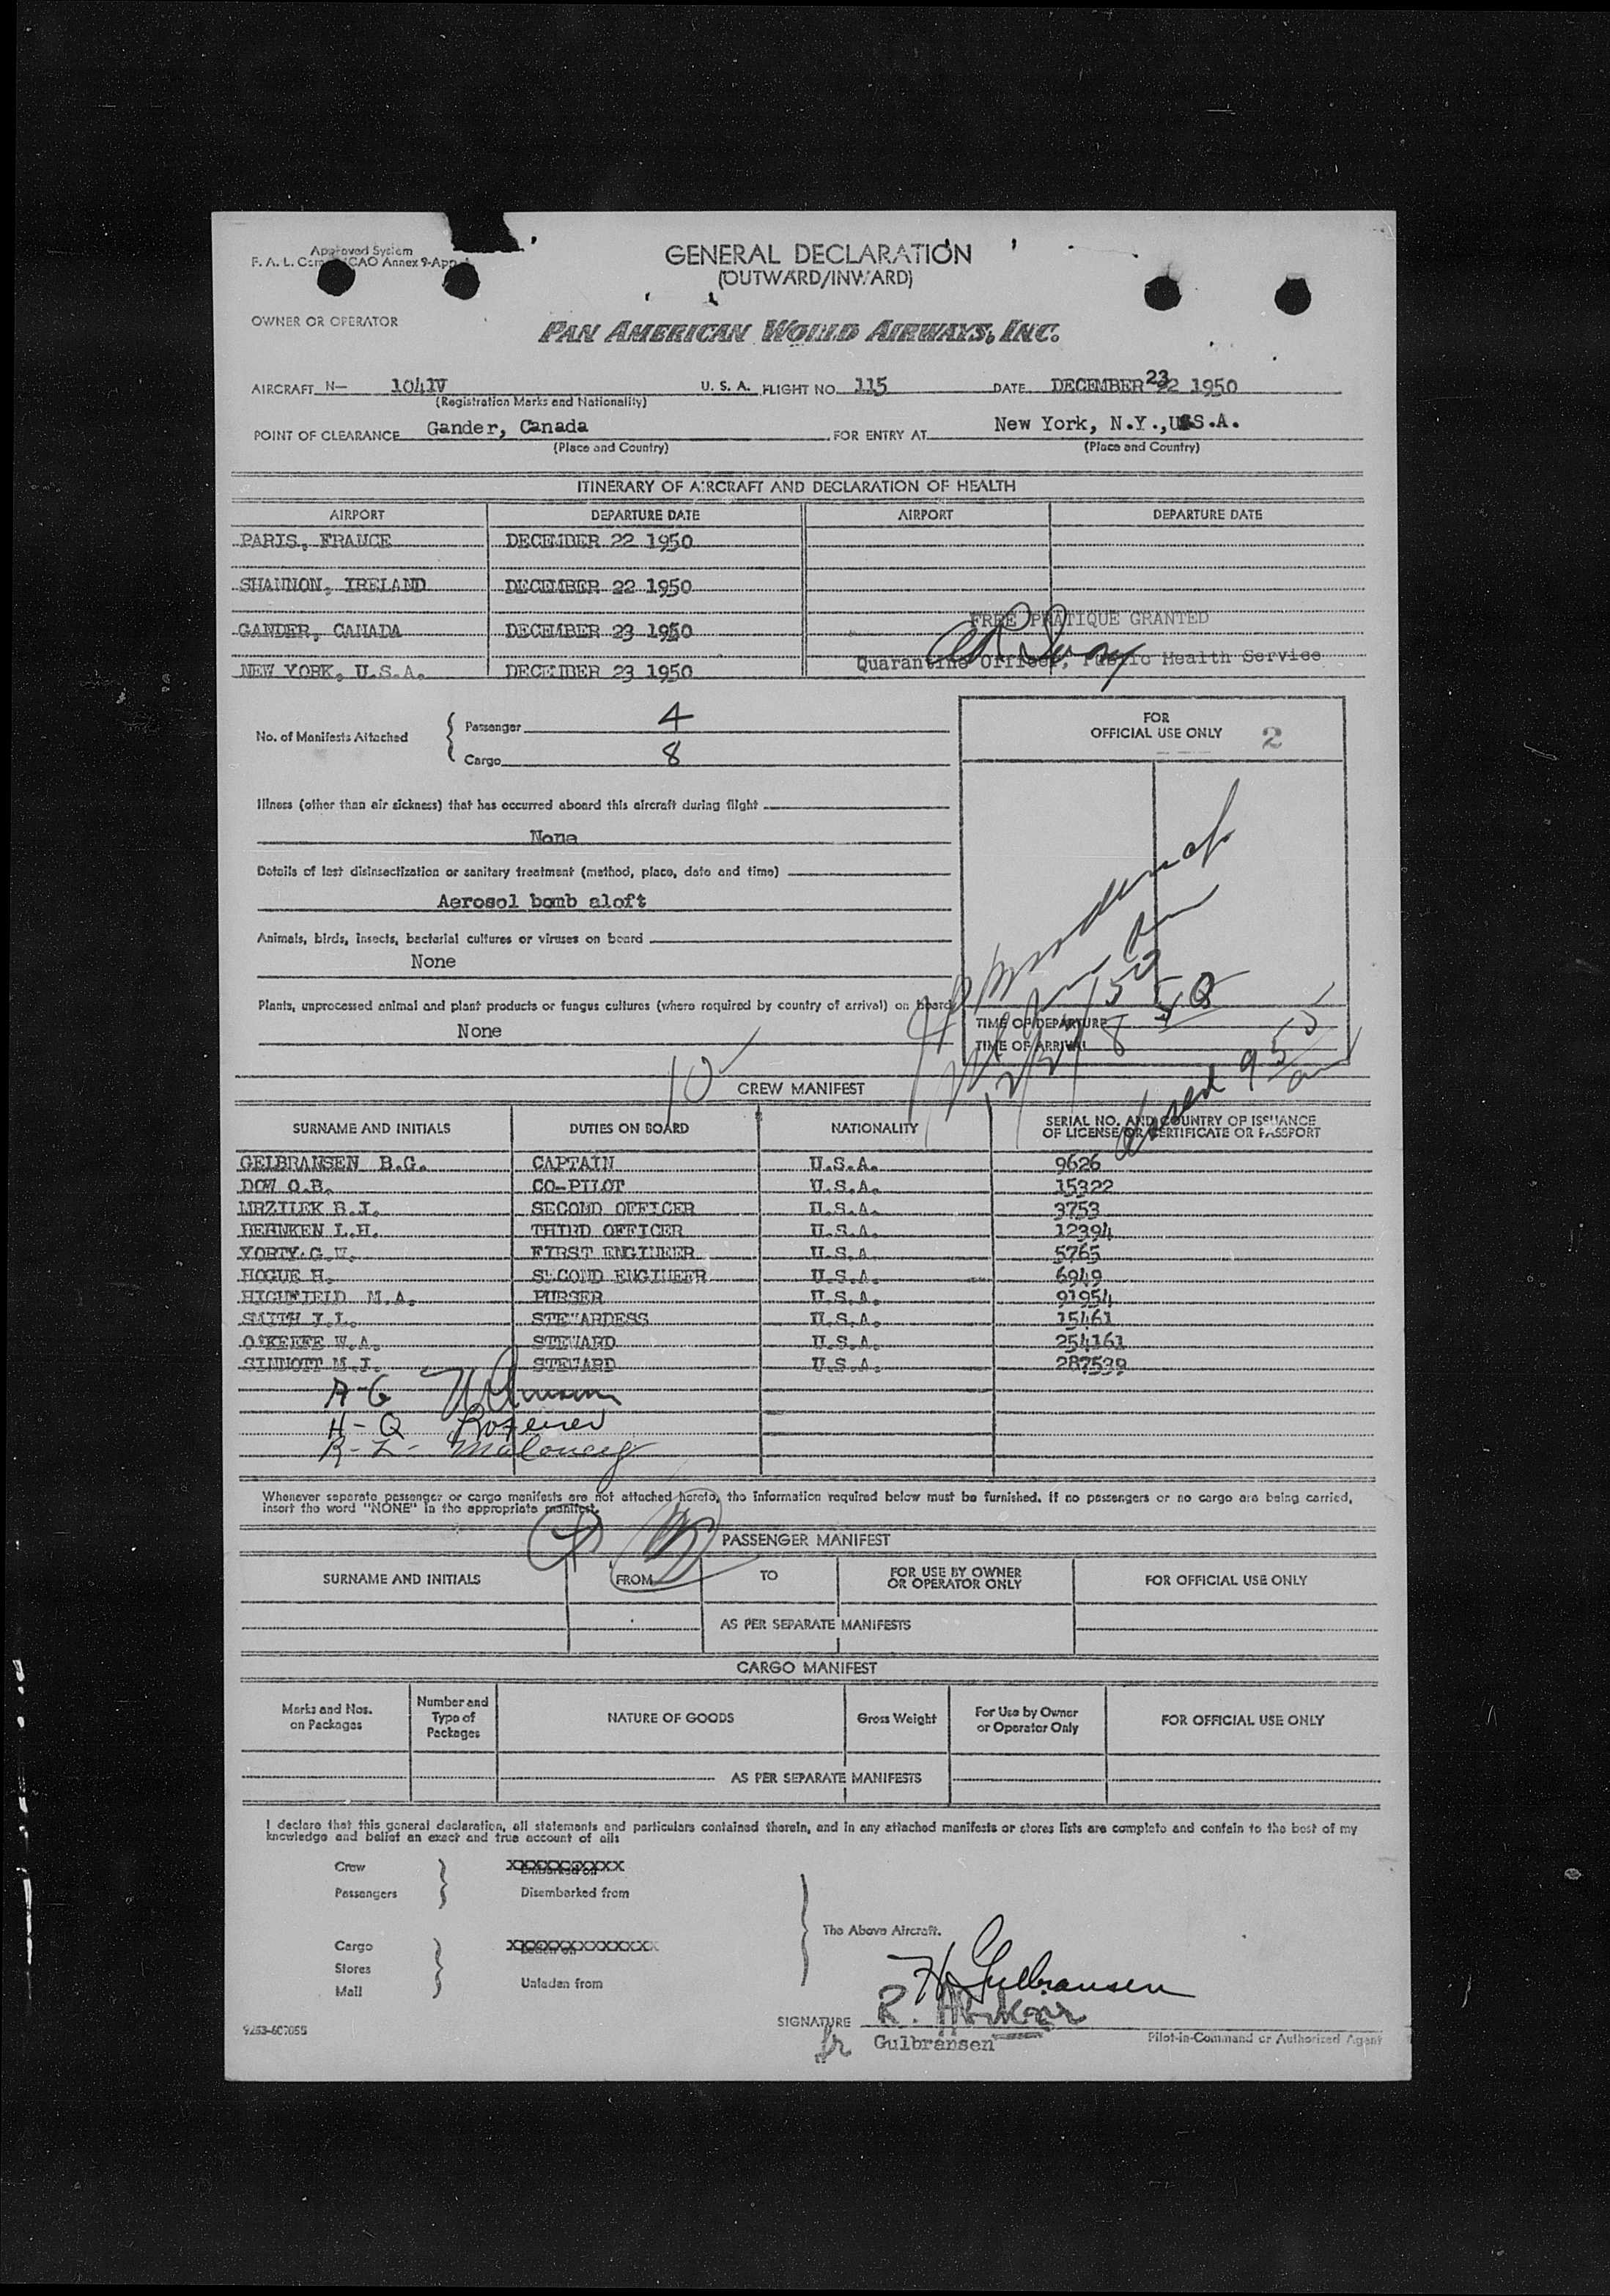 Approved System
F. A. L. Com ICAO Annex 9-App
GENERAL DECLARATION
(OUTWARD/INWARD)
OWNER OR OPERATOR
PAN AMERICAN WORLD AIRWAYS, INC.
AIRCRAFT N— 1041V U. S. A. FLIGHT NO. 115 DATE DECEMBER 23 1950
(Registration Marks and Nationality)
POINT OF CLEARANCE Gander, Canada FOR ENTRY AT New York, N.Y.,U.S.A.
(Place and Country) (Place and Country)
ITINERARY OF AIRCRAFT AND DECLARATION OF HEALTH
AIRPORT DEPARTURE DATE AIRPORT DEPARTURE DATE
PARIS, FRANCE DECEMBER 22 1950
SHANNON, IRELAND DECEMBER 22 1950
FREE PRATIQUE GRANTED
GANDER, CANADA DECEMBER 23 1950
Quarantine Officer, Public Health Service
NEW YORK, U.S.A. DECEMBER 23 1950
No. of Manifests Attached
Passenger 4
Cargo 8
FOR
OFFICIAL USE ONLY 2
Illness (other than air sickness) that has occurred aboard this aircraft during flight
None
Details of last disinsectization or sanitary treatment (method, place, date and time)
Aerosol bomb aloft
Animals, birds, insects, bacterial cultures or viruses on board
None
Plants, unprocessed animal and plant products or fungus cultures (where required by country of arrival) on board
None
TIME OF DEPARTURE
TIME OF ARRIVAL
10
CREW MANIFEST
SURNAME AND INITIALS DUTIES ON BOARD NATIONALITY SERIAL NO. AND COUNTRY OF ISSUANCE
OF LICENSE OR CERTIFICATE OR PASSPORT
GELBRANSEN B.G. CAPTAIN U.S.A. 9626
DOW O.B. CO-PILOT U.S.A. 15322
MRZILEK B.J. SECOND OFFICER U.S.A. 3753
BEHNKEN L.H. THIRD OFFICER U.S.A. 12394
YORTY G.W. FIRST ENGINEER U.S.A 5765
HOGUE H. SECOND ENGINEER U.S.A. 6949
HIGHFIELD M.A. PURSER U.S.A. 91954
SMITH J.L. STEWARDESS U.S.A. 15461
O'KEEFE W.A. STEWARD U.S.A. 254161
SINNOTT M.J. STEWARD U.S.A. 287539
A-G
H-Q
R-L- Maloney
Whenever separate passenger or cargo manifests are not attached hereto, the information required below must be furnished. If no passengers or no cargo are being carried,
insert the word "NONE" in the appropriate manifest.
PASSENGER MANIFEST
SURNAME AND INITIALS FROM TO FOR USE BY OWNER
OR OPERATOR ONLY FOR OFFICIAL USE ONLY
AS PER SEPARATE MANIFESTS
CARGO MANIFEST
Marks and Nos.
on Packages Number and
Type of
Packages NATURE OF GOODS Gross Weight For Use by Owner
or Operator Only FOR OFFICIAL USE ONLY
AS PER SEPARATE MANIFESTS
I declare that this general declaration, all statements and particulars contained therein, and in any attached manifests or stores lists are complete and contain to the best of my
knowledge and belief an exact and true account of all:
Crew
Passengers Disembarked from
The Above Aircraft.
Cargo
Stores
Mail Unladen from
H Gulbransen
SIGNATURE
Gulbransen Pilot-in-Command or Authorized Agent